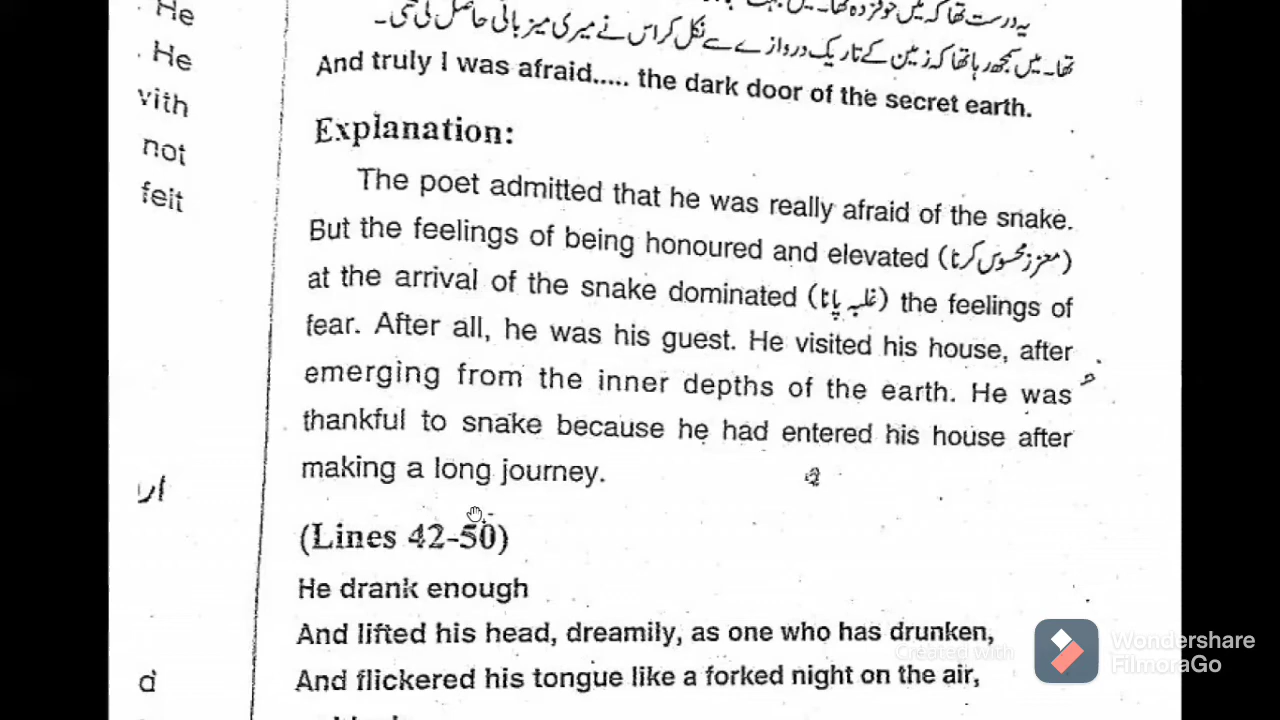 He
. He
vith
not
feit
ار
d
یہ درست تھا کہ میں خوفزدہ تھا۔ میں
تھا۔ میں سمجھ رہا تھا کہ زمین کے تاریک دروازے سے نکل کر اس نے میری میزبانی حاصل کی تھی۔
And truly I was afraid..... the dark door of the secret earth.
Explanation:
The poet admitted that he was really afraid of the snake.
But the feelings of being honoured and elevated (معزز محسوس کرنا)
at the arrival of the snake dominated (غلبہ پانا) the feelings of
fear. After all, he was his guest. He visited his house, after
emerging from the inner depths of the earth. He was
thankful to snake because he had entered his house after
making a long journey.
(Lines 42-50)
He drank enough
And lifted his head, dreamily, as one who has drunken,
And flickered his tongue like a forked night on the air,
Created with
Wondershare
FilmoraGo